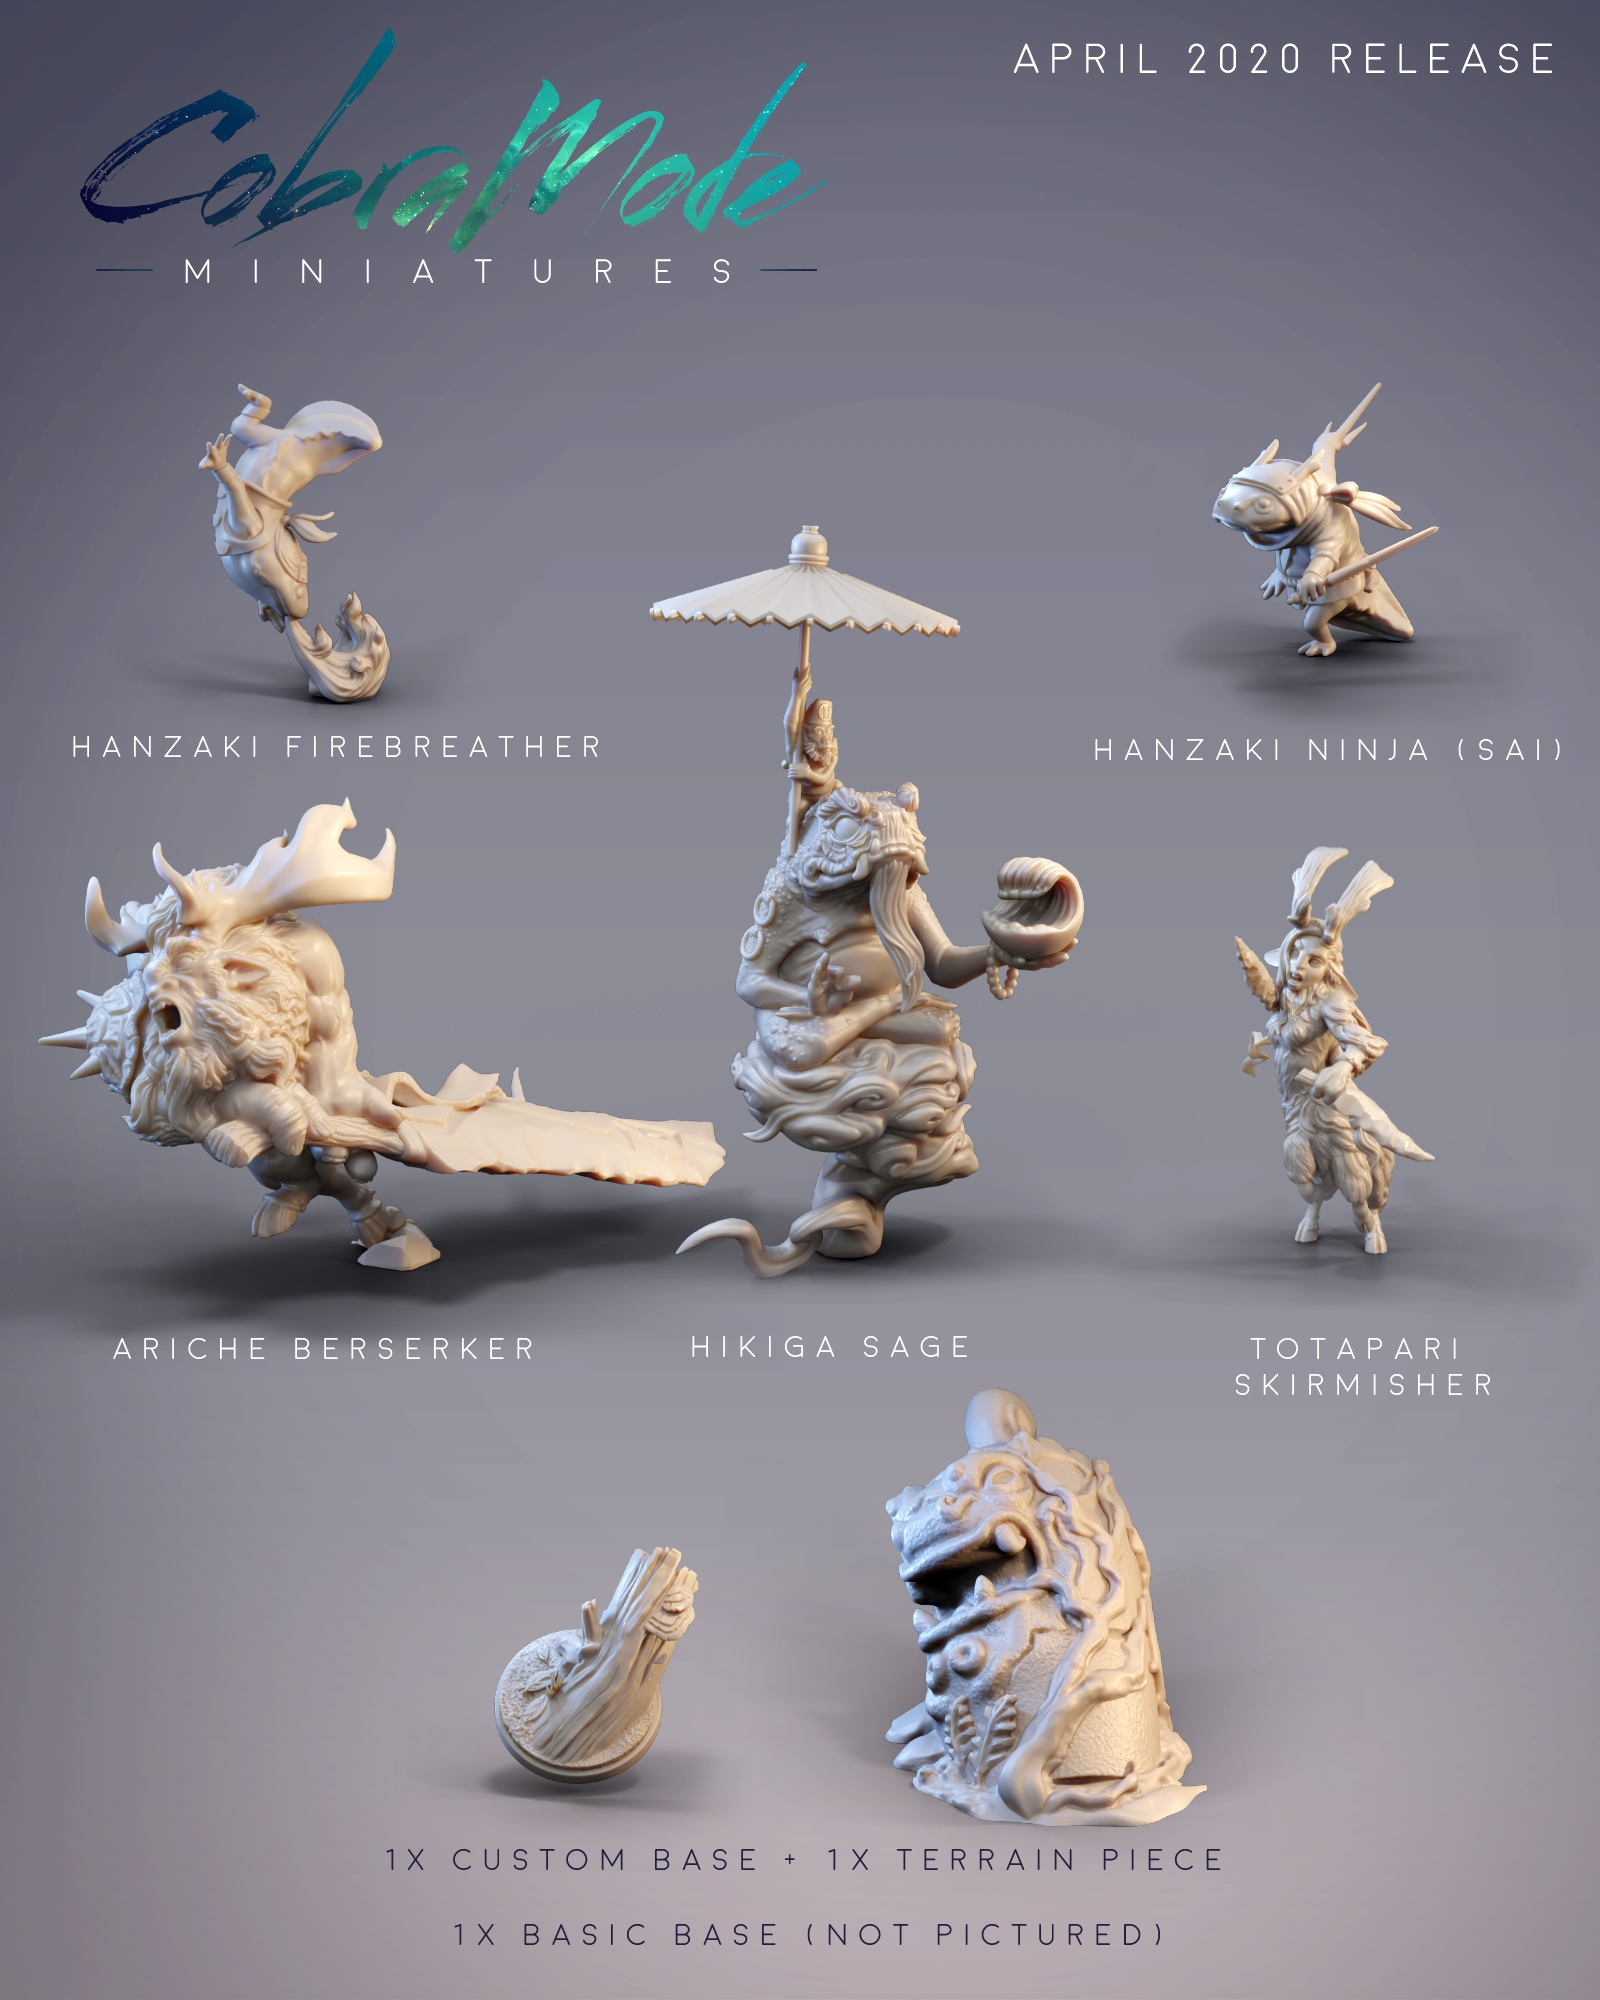 APRIL 2020 RELEASE
CobraMode
MINIATURES
HANZAKI FIREBREATHER
HANZAKI NINJA (SAI)
ARICHE BERSERKER
HIKIGA SAGE
TOTAPARI
SKIRMISHER
1X CUSTOM BASE + 1X TERRAIN PIECE
1X BASIC BASE (NOT PICTURED)